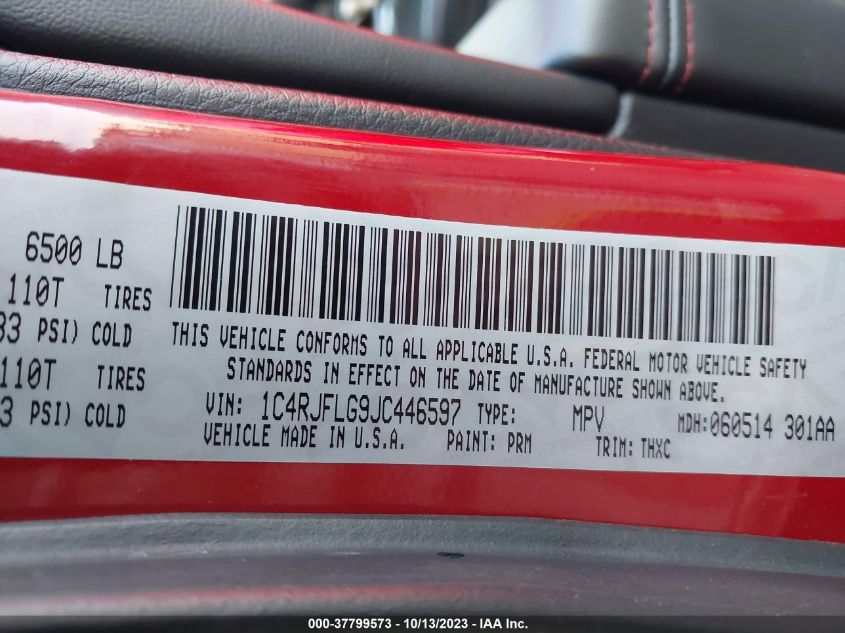 6500 LB
110T TIRES
33 PSI) COLD
110T TIRES
3 PSI) COLD
THIS VEHICLE CONFORMS TO ALL APPLICABLE U.S.A. FEDERAL MOTOR VEHICLE SAFETY
STANDARDS IN EFFECT ON THE DATE OF MANUFACTURE SHOWN ABOVE.
VIN: 1C4RJFLG9JC446597 TYPE: MPV MDH:060514 301AA
VEHICLE MADE IN U.S.A. PAINT: PRM TRIM: THXC
000-37799573 - 10/13/2023 - IAA Inc.